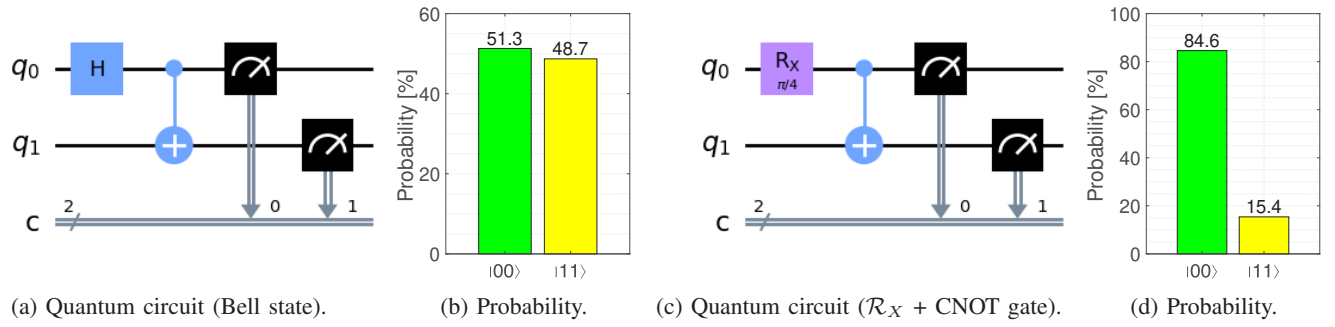 q0
H
q1
c
2
0
1
(a) Quantum circuit (Bell state).
Probability [%]
60
40
20
0
51.3
48.7
|00⟩
|11⟩
(b) Probability.
q0
RX
π/4
q1
c
2
0
1
(c) Quantum circuit (ℛX + CNOT gate).
Probability [%]
100
80
60
40
20
0
84.6
15.4
|00⟩
|11⟩
(d) Probability.